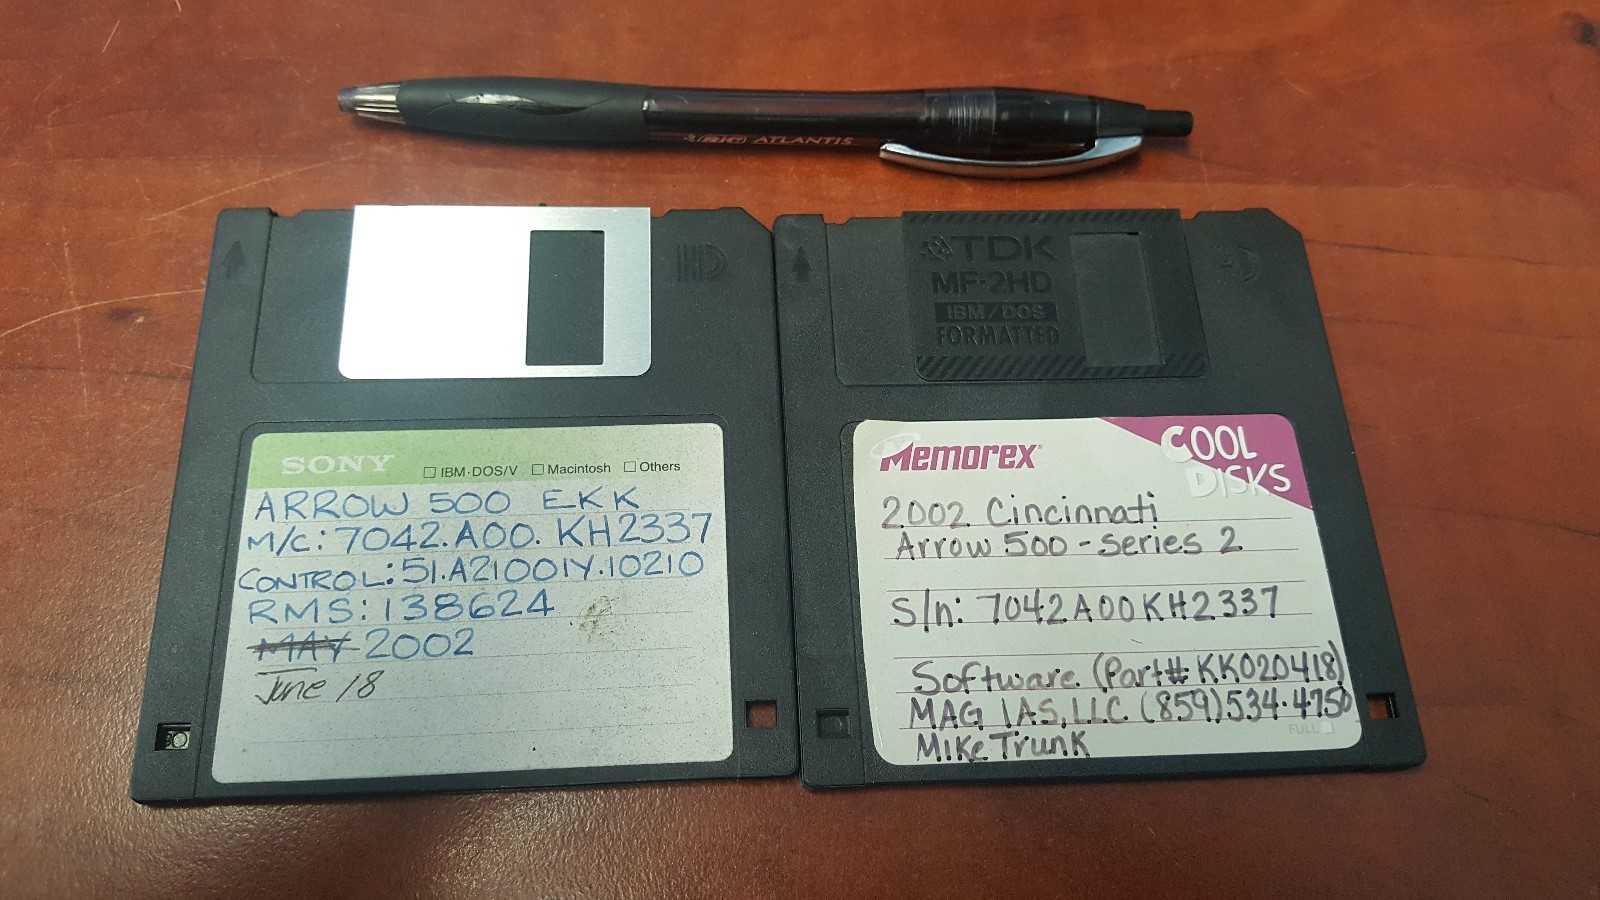 BIC ATLANTIS
HD
SONY
IBM·DOS/V Macintosh Others
ARROW 500 EKK
M/C: 7042.A00.KH2337
CONTROL: 51.A21001Y.10210
RMS: 138624
MAY 2002
June 18
TDK
MF-2HD
IBM/DOS
FORMATTED
Memorex
COOL
DISKS
2002 Cincinnati
Arrow 500 - Series 2
S/n: 7042A00KH2337
Software (Part# KK020418)
MAG IAS, LLC (859)534-4750
Mike Trunk
FULL